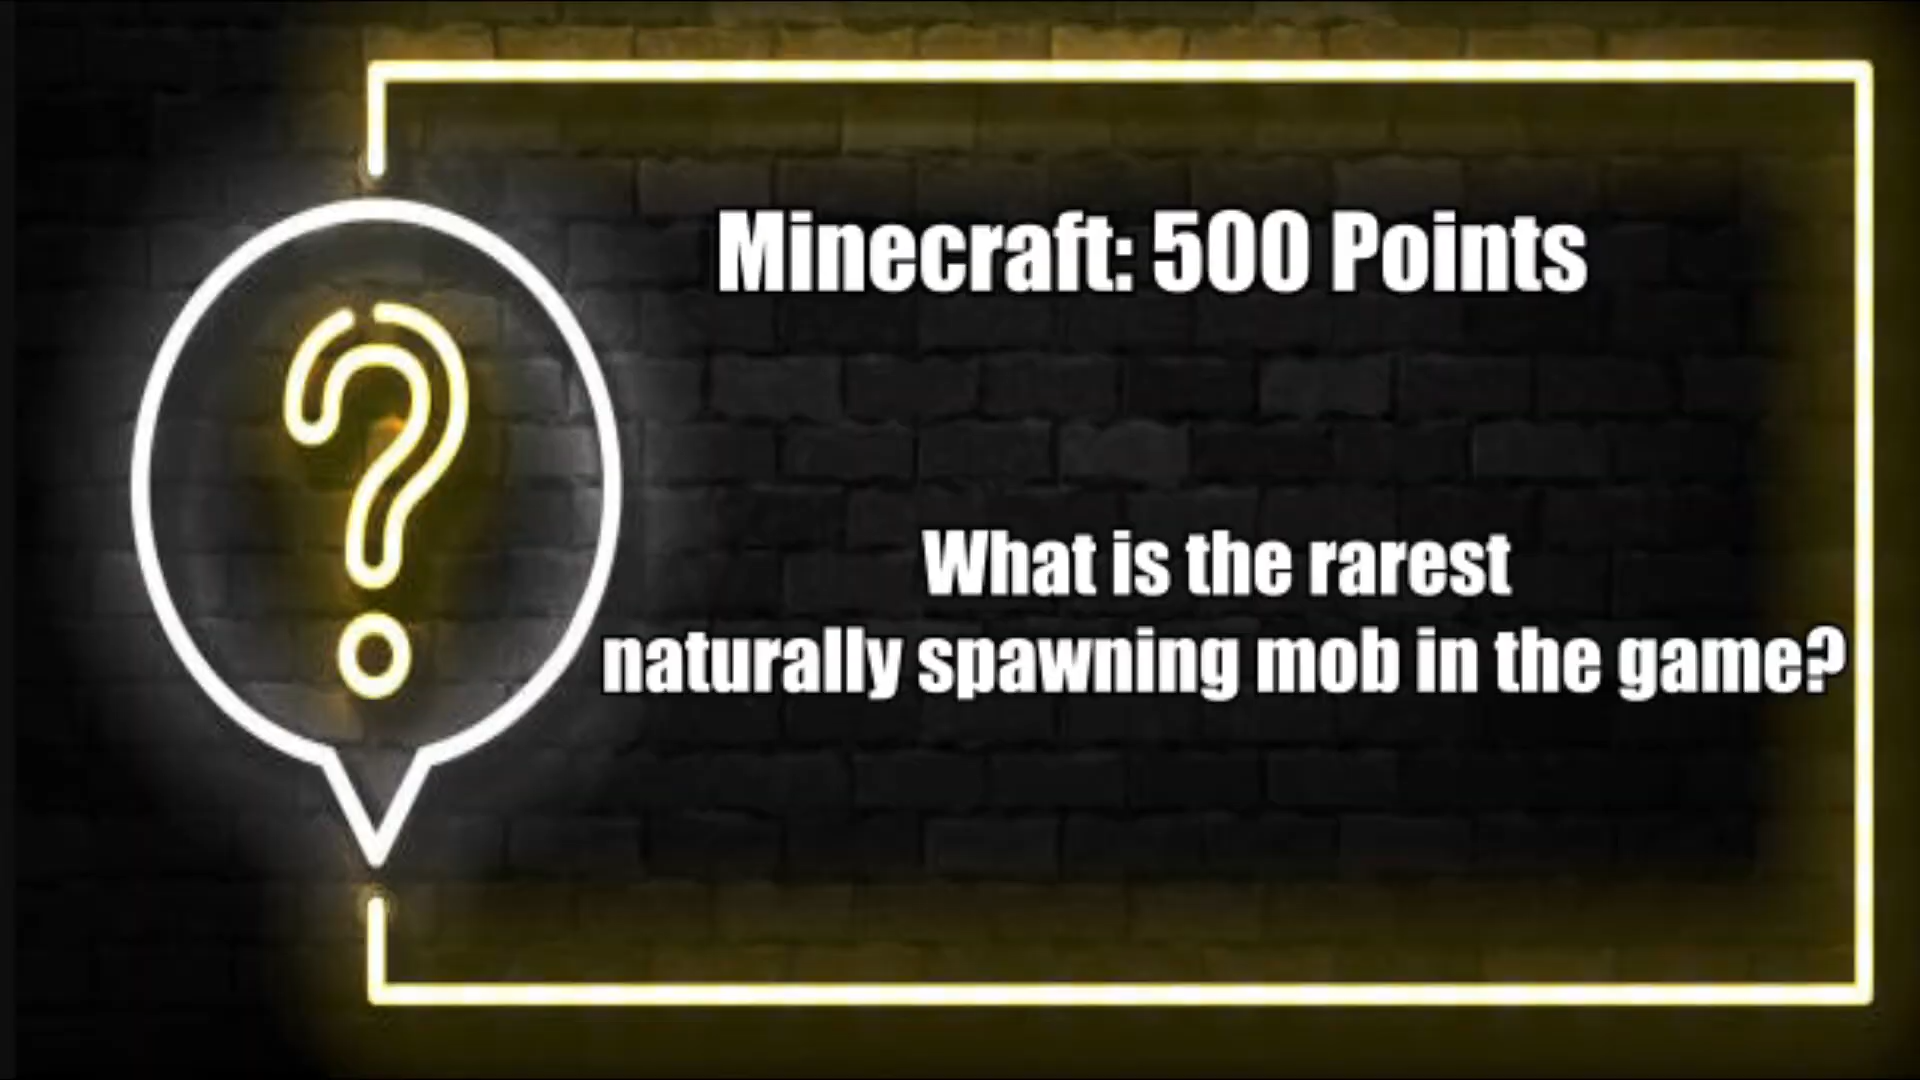 Minecraft: 500 Points
What is the rarest
naturally spawning mob in the game?